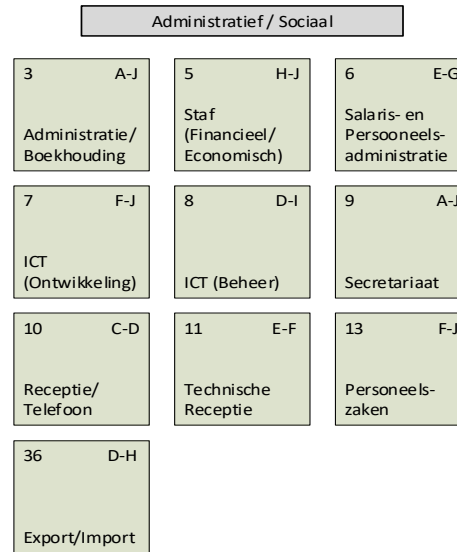 Administratief / Sociaal
3 A-J
Administratie/
Boekhouding
5 H-J
Staf
(Financieel/
Economisch)
6 E-G
Salaris- en
Persooneels-
administratie
7 F-J
ICT
(Ontwikkeling)
8 D-I
ICT (Beheer)
9 A-J
Secretariaat
10 C-D
Receptie/
Telefoon
11 E-F
Technische
Receptie
13 F-J
Personeels-
zaken
36 D-H
Export/Import